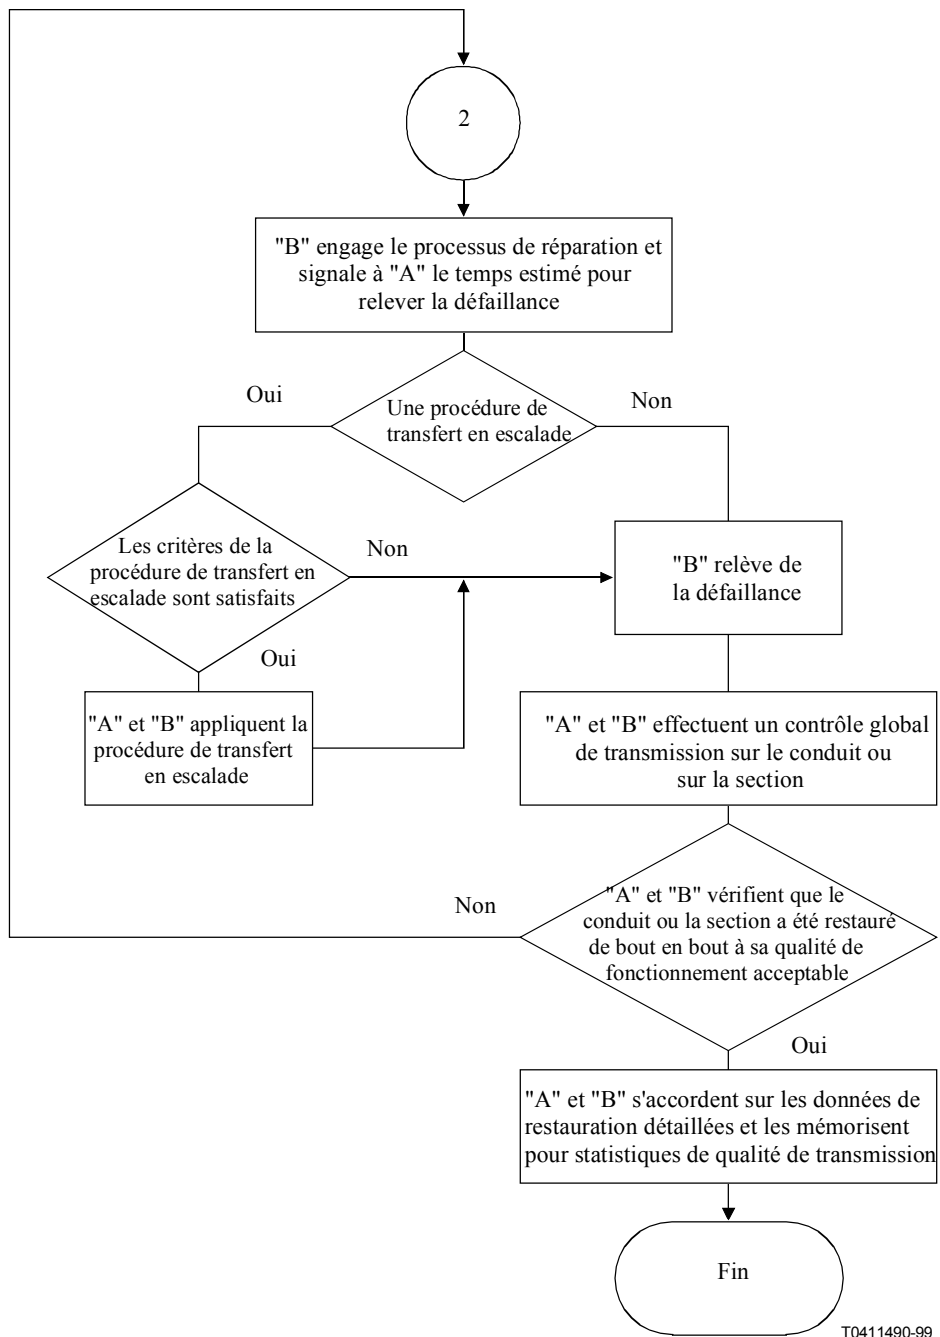 2
"B" engage le processus de réparation et
signale à "A" le temps estimé pour
relever la défaillance
Oui
Une procédure de
transfert en escalade
Non
Les critères de la
procédure de transfert en
escalade sont satisfaits
Non
"B" relève de
la défaillance
Oui
"A" et "B" appliquent la
procédure de transfert
en escalade
"A" et "B" effectuent un contrôle global
de transmission sur le conduit ou
sur la section
Non
"A" et "B" vérifient que le
conduit ou la section a été restauré
de bout en bout à sa qualité de
fonctionnement acceptable
Oui
"A" et "B" s'accordent sur les données de
restauration détaillées et les mémorisent
pour statistiques de qualité de transmission
Fin
T0411490-99